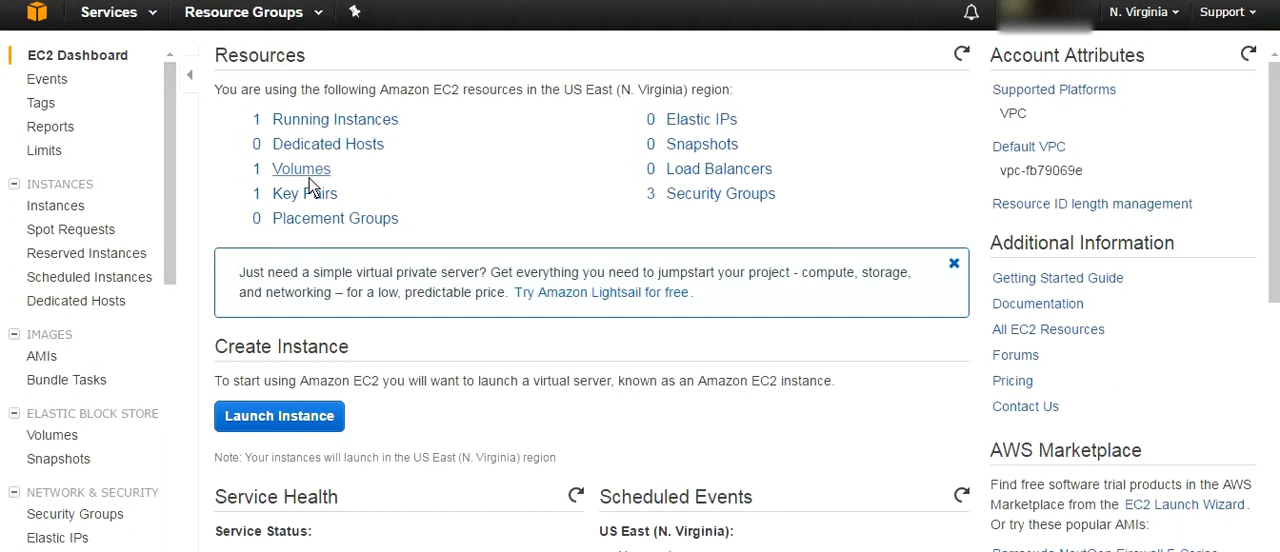 Services
Resource Groups
N. Virginia
Support
EC2 Dashboard
Events
Tags
Reports
Limits
INSTANCES
Instances
Spot Requests
Reserved Instances
Scheduled Instances
Dedicated Hosts
IMAGES
AMIs
Bundle Tasks
ELASTIC BLOCK STORE
Volumes
Snapshots
NETWORK & SECURITY
Security Groups
Elastic IPs
Resources
You are using the following Amazon EC2 resources in the US East (N. Virginia) region:
1 Running Instances
0 Elastic IPs
0 Dedicated Hosts
0 Snapshots
1 Volumes
0 Load Balancers
1 Key Pairs
3 Security Groups
0 Placement Groups
Just need a simple virtual private server? Get everything you need to jumpstart your project - compute, storage,
and networking – for a low, predictable price. Try Amazon Lightsail for free.
Create Instance
To start using Amazon EC2 you will want to launch a virtual server, known as an Amazon EC2 instance.
Launch Instance
Note: Your instances will launch in the US East (N. Virginia) region
Service Health
Service Status:
Scheduled Events
US East (N. Virginia):
Account Attributes
Supported Platforms
VPC
Default VPC
vpc-fb79069e
Resource ID length management
Additional Information
Getting Started Guide
Documentation
All EC2 Resources
Forums
Pricing
Contact Us
AWS Marketplace
Find free software trial products in the AWS
Marketplace from the EC2 Launch Wizard.
Or try these popular AMIs: